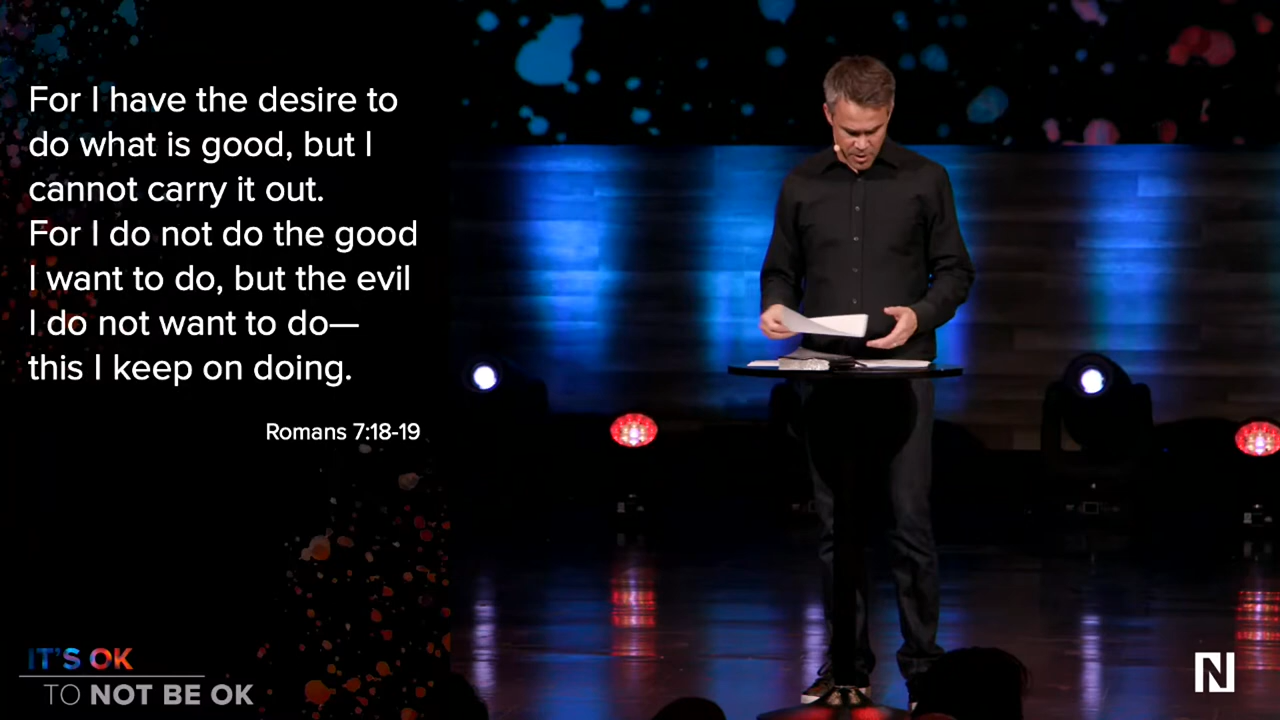 For I have the desire to
do what is good, but I
cannot carry it out.
For I do not do the good
I want to do, but the evil
I do not want to do—
this I keep on doing.
Romans 7:18-19
IT'S OK
TO NOT BE OK
N